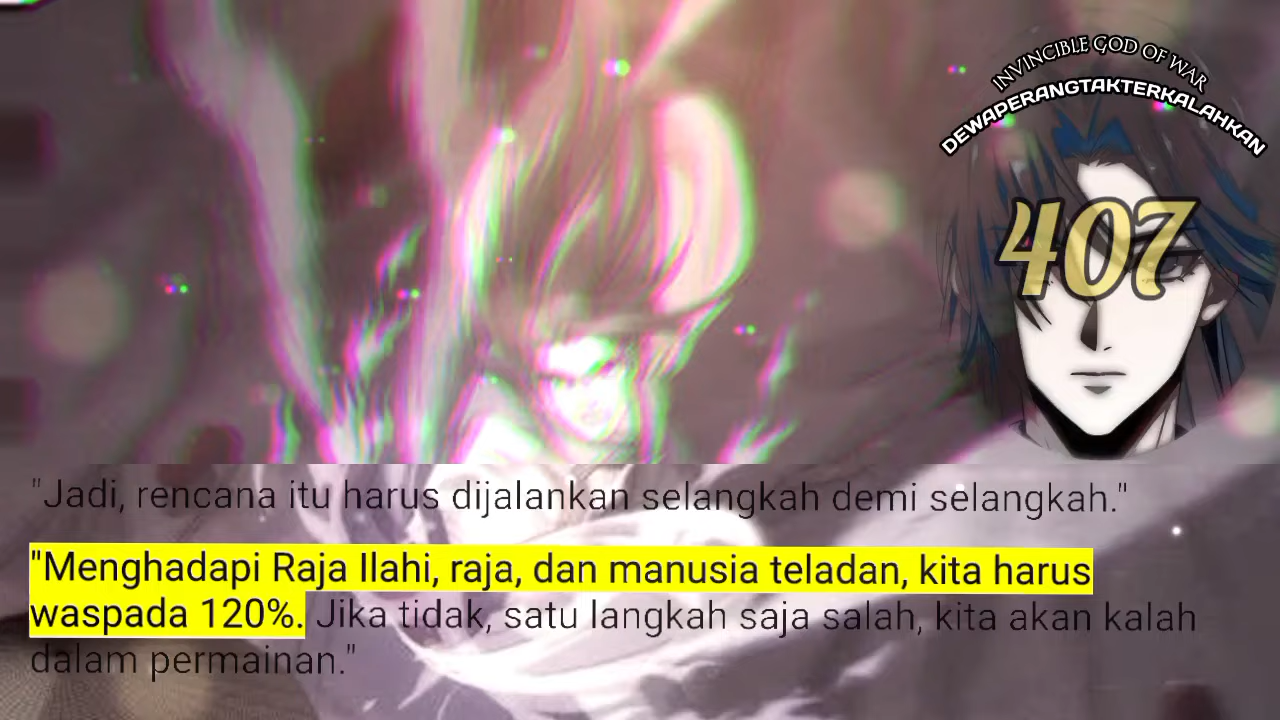 INVINCIBLE GOD OF WAR
DEWAPERANGTAKTERKALAHKAN
407
"Jadi, rencana itu harus dijalankan selangkah demi selangkah."
"Menghadapi Raja Ilahi, raja, dan manusia teladan, kita harus
waspada 120%. Jika tidak, satu langkah saja salah, kita akan kalah
dalam permainan."